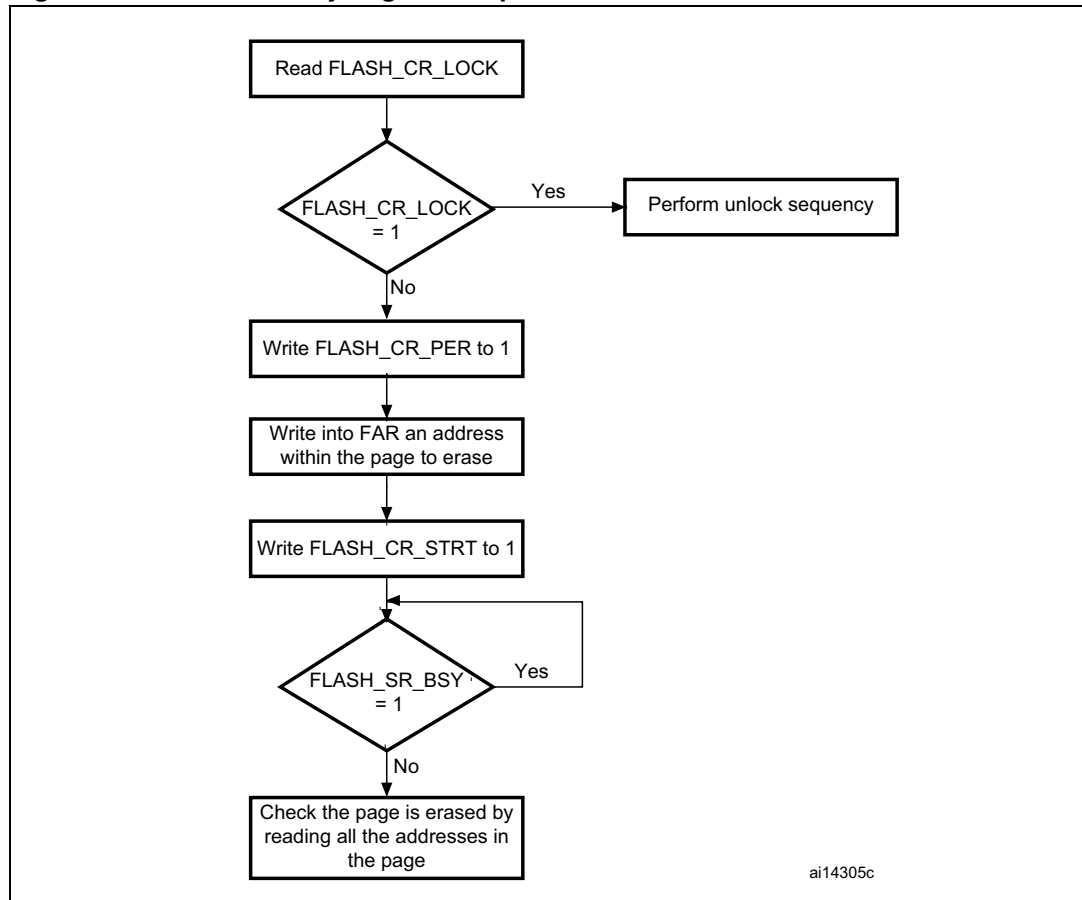 Read FLASH_CR_LOCK
FLASH_CR_LOCK
= 1
Yes
Perform unlock sequency
No
Write FLASH_CR_PER to 1
Write into FAR an address
within the page to erase
Write FLASH_CR_STRT to 1
FLASH_SR_BSY
= 1
Yes
No
Check the page is erased by
reading all the addresses in
the page
ai14305c